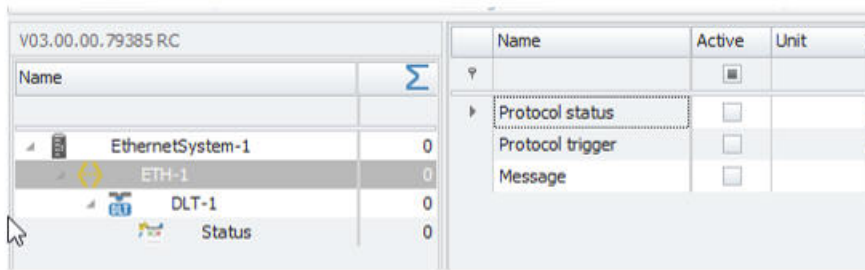 V03.00.00.79385 RC
Name Σ
EthernetSystem-1 0
ETH-1 0
DLT DLT-1 0
Status 0
Name Active Unit
Protocol status
Protocol trigger
Message